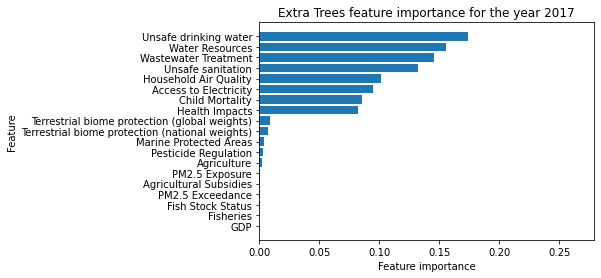 Extra Trees feature importance for the year 2017
Feature
Unsafe drinking water
Water Resources
Wastewater Treatment
Unsafe sanitation
Household Air Quality
Access to Electricity
Child Mortality
Health Impacts
Terrestrial biome protection (global weights)
Terrestrial biome protection (national weights)
Marine Protected Areas
Pesticide Regulation
Agriculture
PM2.5 Exposure
Agricultural Subsidies
PM2.5 Exceedance
Fish Stock Status
Fisheries
GDP
0.00 0.05 0.10 0.15 0.20 0.25
Feature importance